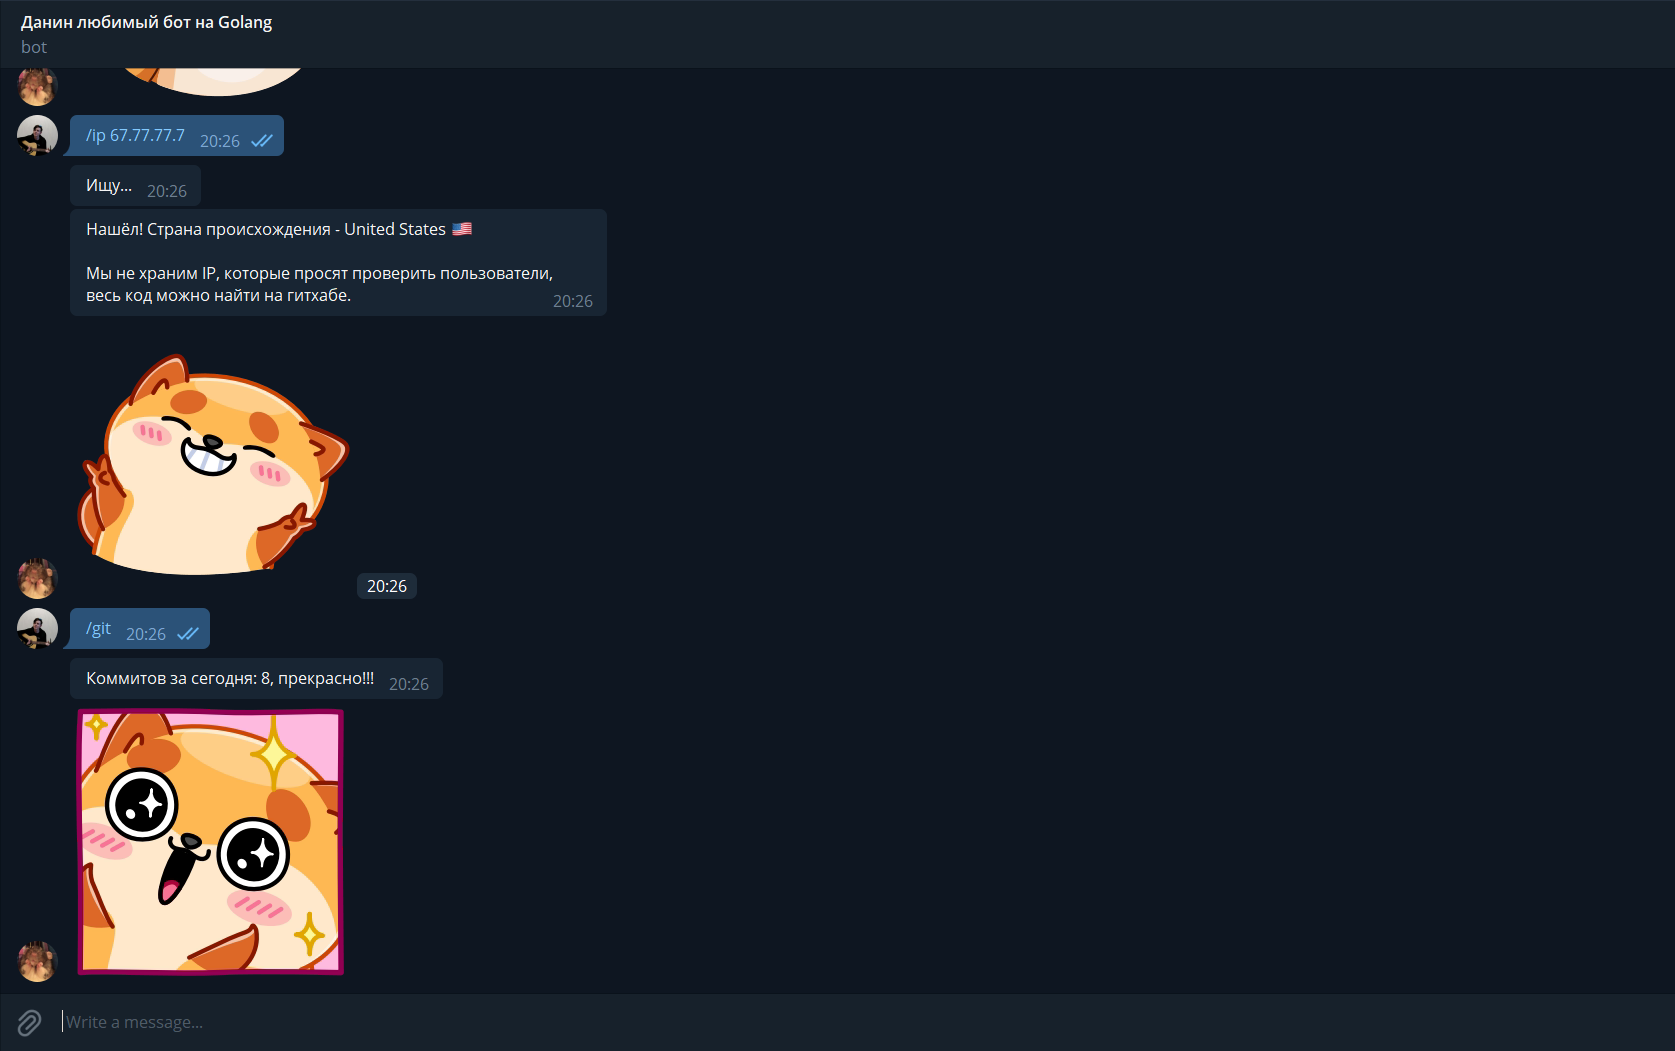 Данин любимый бот на Golang
bot
/ip 67.77.77.7 20:26
Ищу... 20:26
Нашёл! Страна происхождения - United States 🇺🇸
Мы не храним IP, которые просят проверить пользователи,
весь код можно найти на гитхабе. 20:26
20:26
/git 20:26
Коммитов за сегодня: 8, прекрасно!!! 20:26
Write a message...